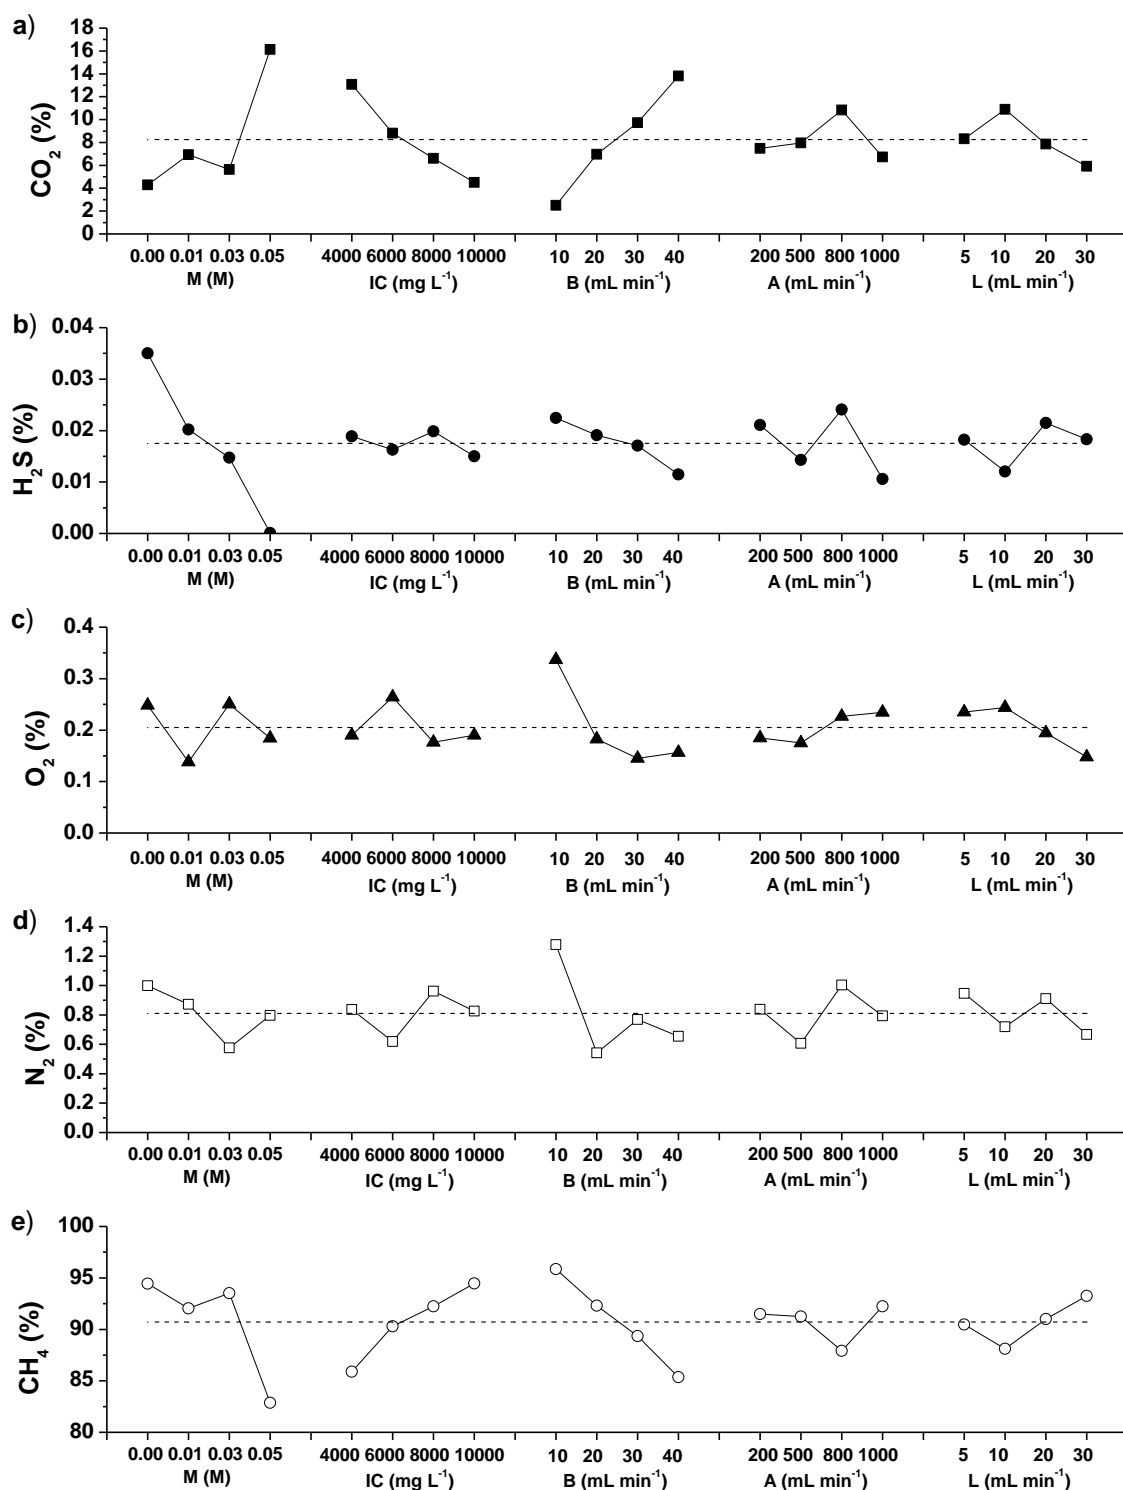 a)
CO₂ (%)
18
16
14
12
10
8
6
4
2
0
0.00 0.01 0.03 0.05 4000 6000 8000 10000 10 20 30 40 200 500 800 1000 5 10 20 30
M (M) IC (mg L⁻¹) B (mL min⁻¹) A (mL min⁻¹) L (mL min⁻¹)
b)
H₂S (%)
0.04
0.03
0.02
0.01
0.00
0.00 0.01 0.03 0.05 4000 6000 8000 10000 10 20 30 40 200 500 800 1000 5 10 20 30
M (M) IC (mg L⁻¹) B (mL min⁻¹) A (mL min⁻¹) L (mL min⁻¹)
c)
O₂ (%)
0.4
0.3
0.2
0.1
0.0
0.00 0.01 0.03 0.05 4000 6000 8000 10000 10 20 30 40 200 500 800 1000 5 10 20 30
M (M) IC (mg L⁻¹) B (mL min⁻¹) A (mL min⁻¹) L (mL min⁻¹)
d)
N₂ (%)
1.4
1.2
1.0
0.8
0.6
0.4
0.2
0.0
0.00 0.01 0.03 0.05 4000 6000 8000 10000 10 20 30 40 200 500 800 1000 5 10 20 30
M (M) IC (mg L⁻¹) B (mL min⁻¹) A (mL min⁻¹) L (mL min⁻¹)
e)
CH₄ (%)
100
95
90
85
80
0.00 0.01 0.03 0.05 4000 6000 8000 10000 10 20 30 40 200 500 800 1000 5 10 20 30
M (M) IC (mg L⁻¹) B (mL min⁻¹) A (mL min⁻¹) L (mL min⁻¹)